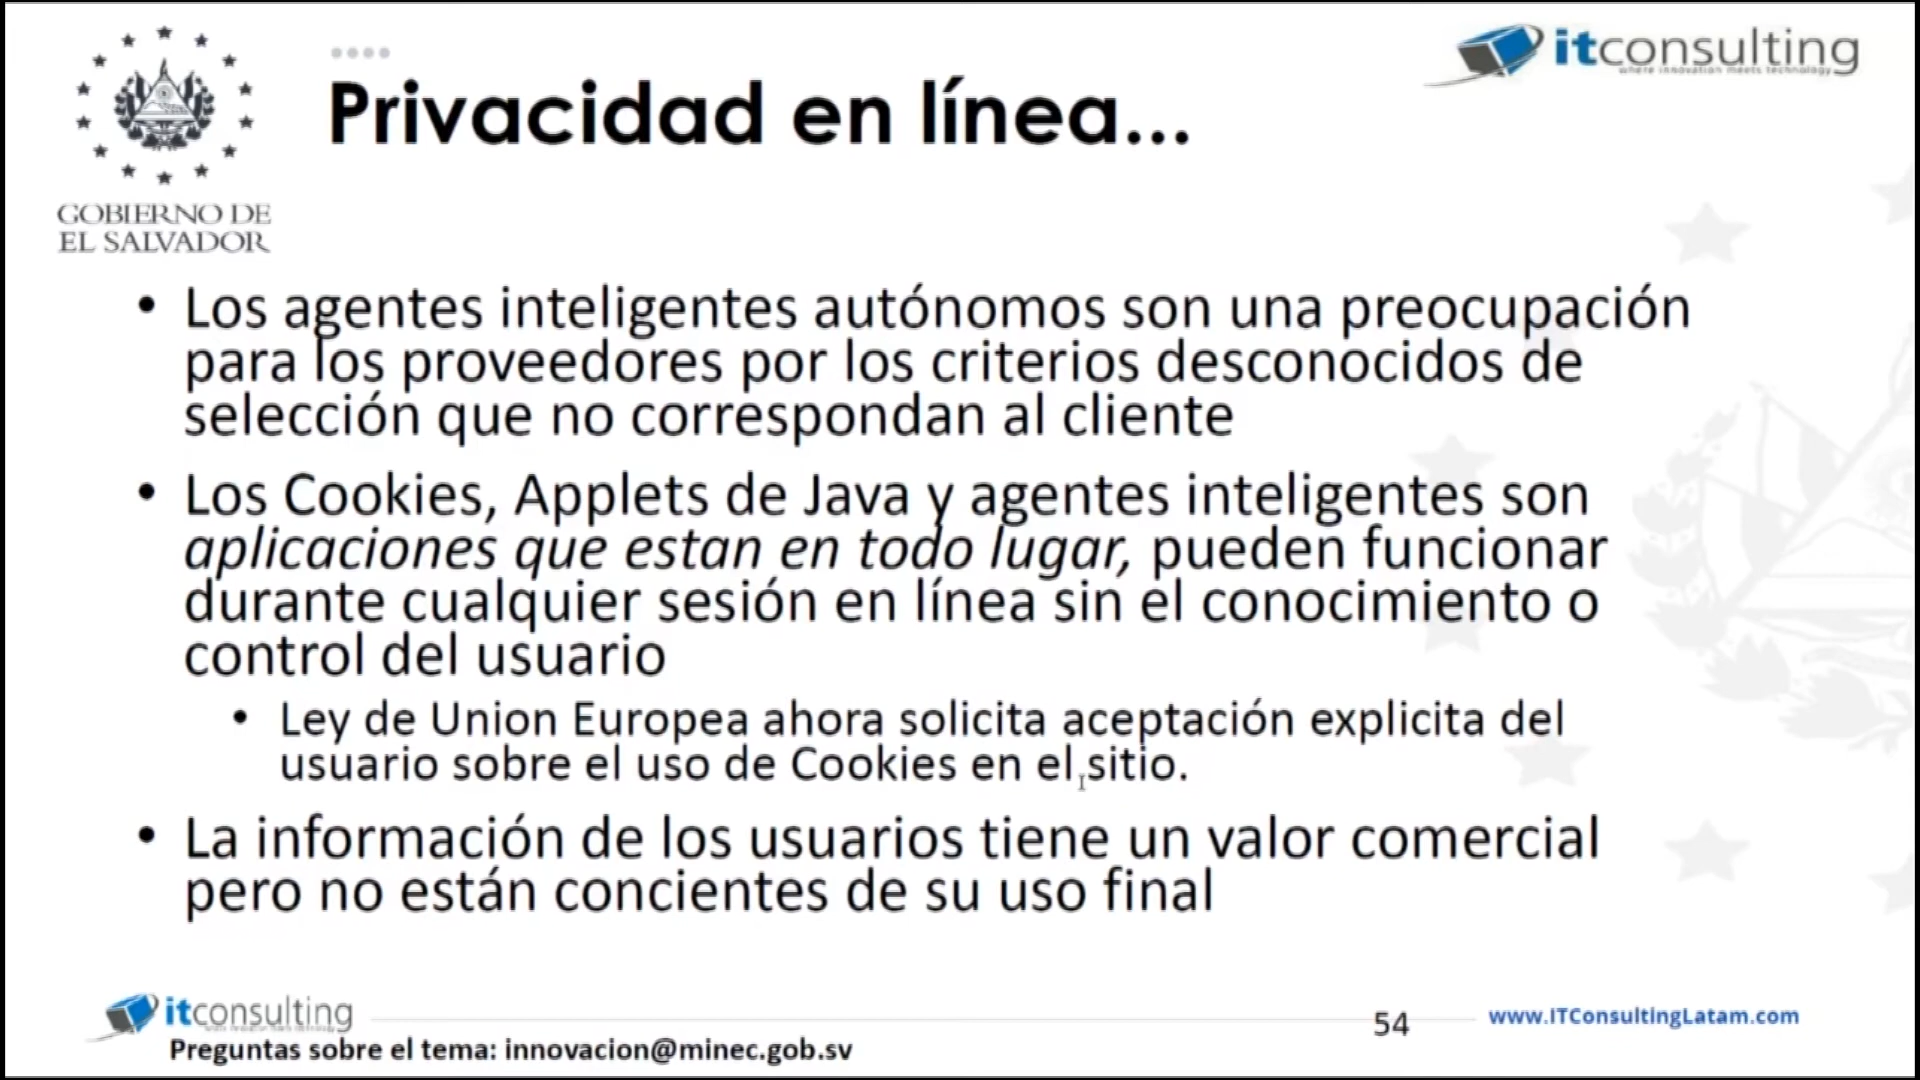 GOBIERNO DE
EL SALVADOR
itconsulting
where innovation meets technology
Privacidad en línea...
• Los agentes inteligentes autónomos son una preocupación
para los proveedores por los criterios desconocidos de
selección que no correspondan al cliente
• Los Cookies, Applets de Java y agentes inteligentes son
aplicaciones que estan en todo lugar, pueden funcionar
durante cualquier sesión en línea sin el conocimiento o
control del usuario
• Ley de Union Europea ahora solicita aceptación explicita del
usuario sobre el uso de Cookies en el sitio.
• La información de los usuarios tiene un valor comercial
pero no están concientes de su uso final
itconsulting
Preguntas sobre el tema: innovacion@minec.gob.sv
54
www.ITConsultingLatam.com